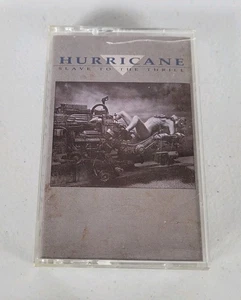 HURRICANE
SLAVE TO THE THRILL